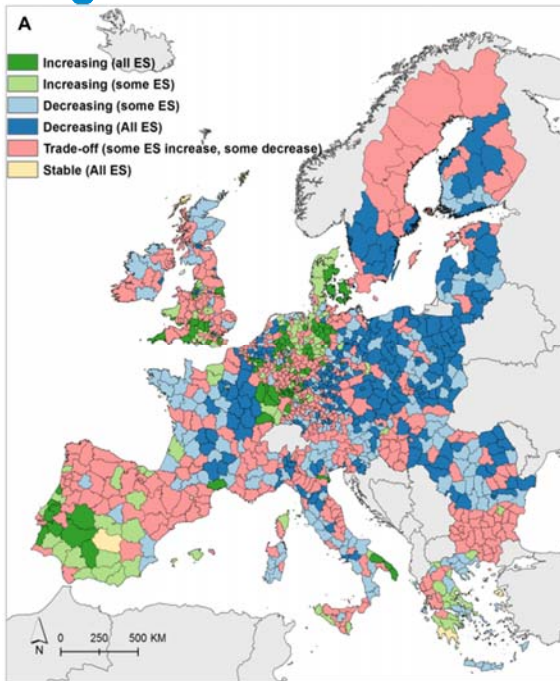 A
Increasing (all ES)
Increasing (some ES)
Decreasing (some ES)
Decreasing (All ES)
Trade-off (some ES increase, some decrease)
Stable (All ES)
N
0 250 500 KM